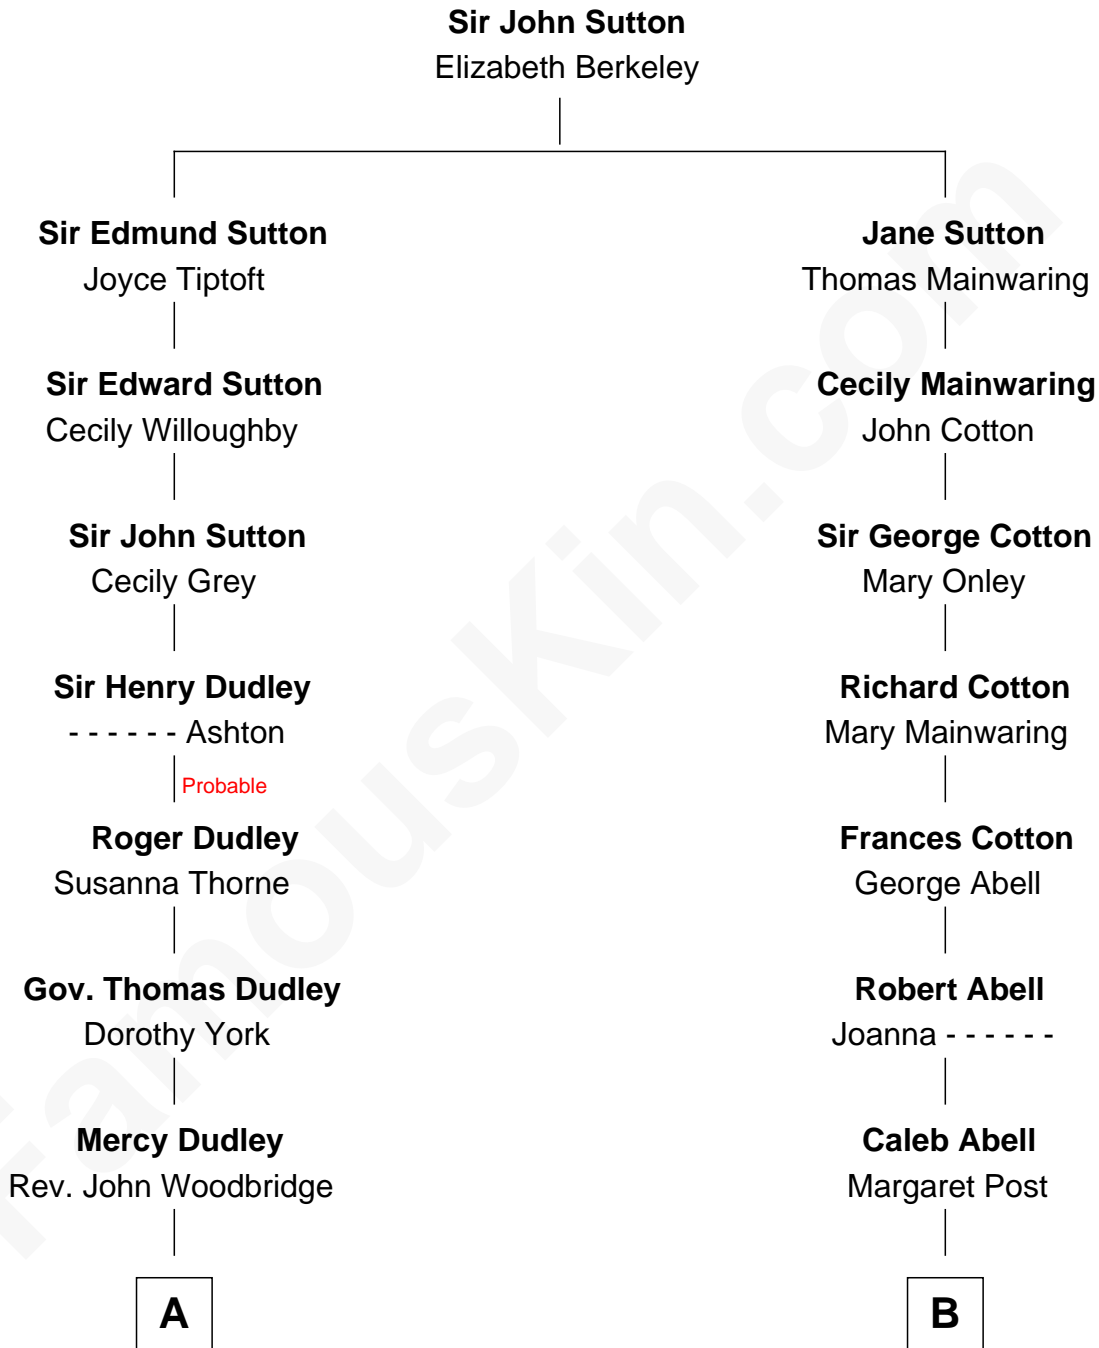 Sir John Sutton
Elizabeth Berkeley
Sir Edmund Sutton
Joyce Tiptoft
Sir Edward Sutton
Cecily Willoughby
Sir John Sutton
Cecily Grey
Sir Henry Dudley
- - - - - - Ashton
Probable
Roger Dudley
Susanna Thorne
Gov. Thomas Dudley
Dorothy York
Mercy Dudley
Rev. John Woodbridge
A
Jane Sutton
Thomas Mainwaring
Cecily Mainwaring
John Cotton
Sir George Cotton
Mary Onley
Richard Cotton
Mary Mainwaring
Frances Cotton
George Abell
Robert Abell
Joanna - - - - - -
Caleb Abell
Margaret Post
B
FamousKin.com